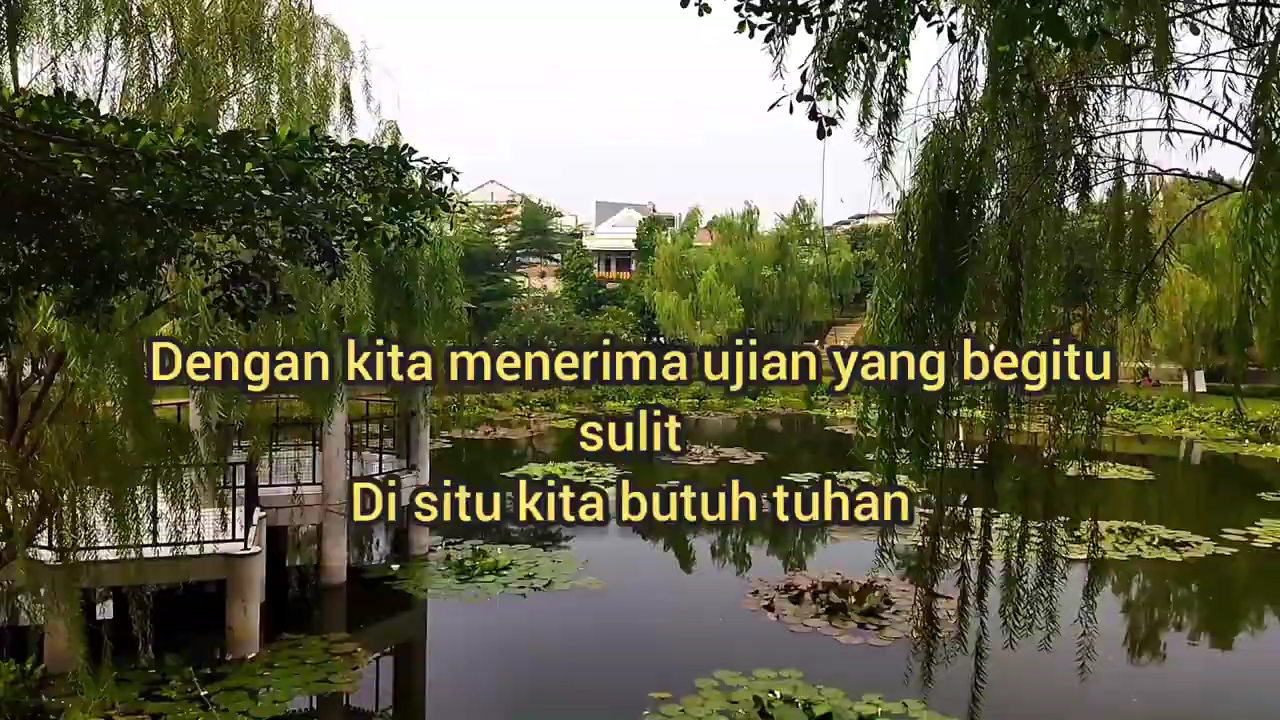 Dengan kita menerima ujian yang begitu
sulit
Di situ kita butuh tuhan